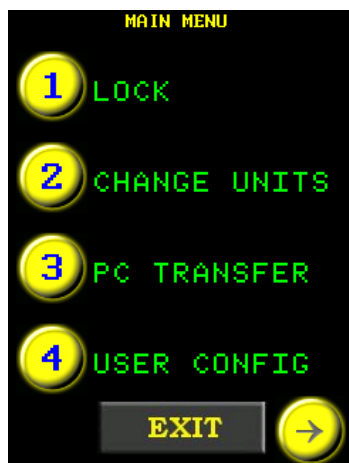 MAIN MENU
1 LOCK
2 CHANGE UNITS
3 PC TRANSFER
4 USER CONFIG
EXIT →